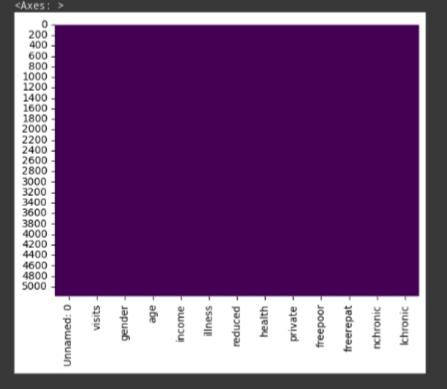 <Axes: >
0
200
400
600
800
1000
1200
1400
1600
1800
2000
2200
2400
2600
2800
3000
3200
3400
3600
3800
4000
4200
4400
4600
4800
5000
Unnamed: 0
visits
gender
age
income
illness
reduced
health
private
freepoor
freerepat
nchronic
lchronic